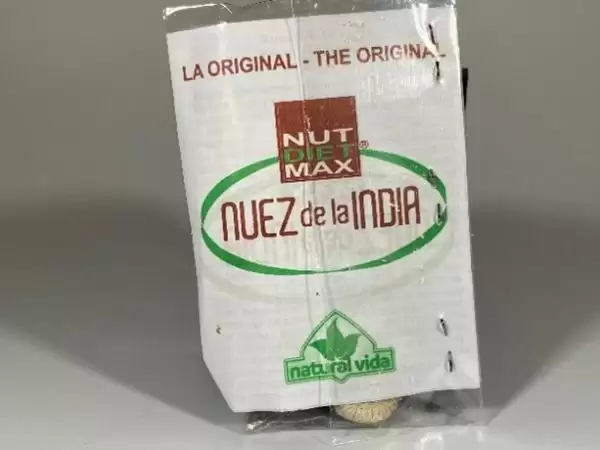 LA ORIGINAL - THE ORIGINAL
NUT
DIET
MAX®
NUEZ de la INDIA
natural vida